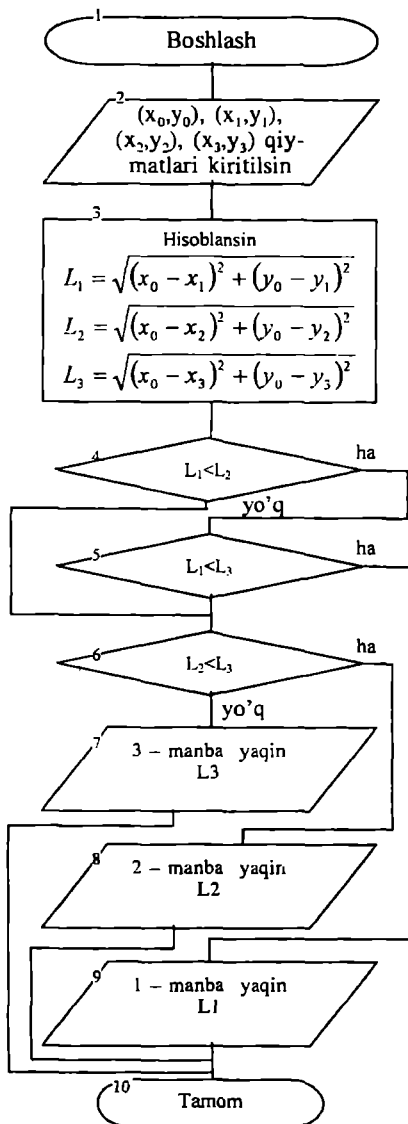 1
Boshlash
2
(x₀,y₀), (x₁,y₁),
(x₂,y₂), (x₃,y₃) qiy-
matlari kiritilsin
3
Hisoblansin
L₁ = √((x₀ − x₁)² + (y₀ − y₁)²)
L₂ = √((x₀ − x₂)² + (y₀ − y₂)²)
L₃ = √((x₀ − x₃)² + (y₀ − y₃)²)
4
L₁<L₂
ha
yo'q
5
L₁<L₃
ha
6
L₂<L₃
ha
yo'q
7
3 – manba yaqin
L3
8
2 – manba yaqin
L2
9
1 – manba yaqin
L1
10
Tamom